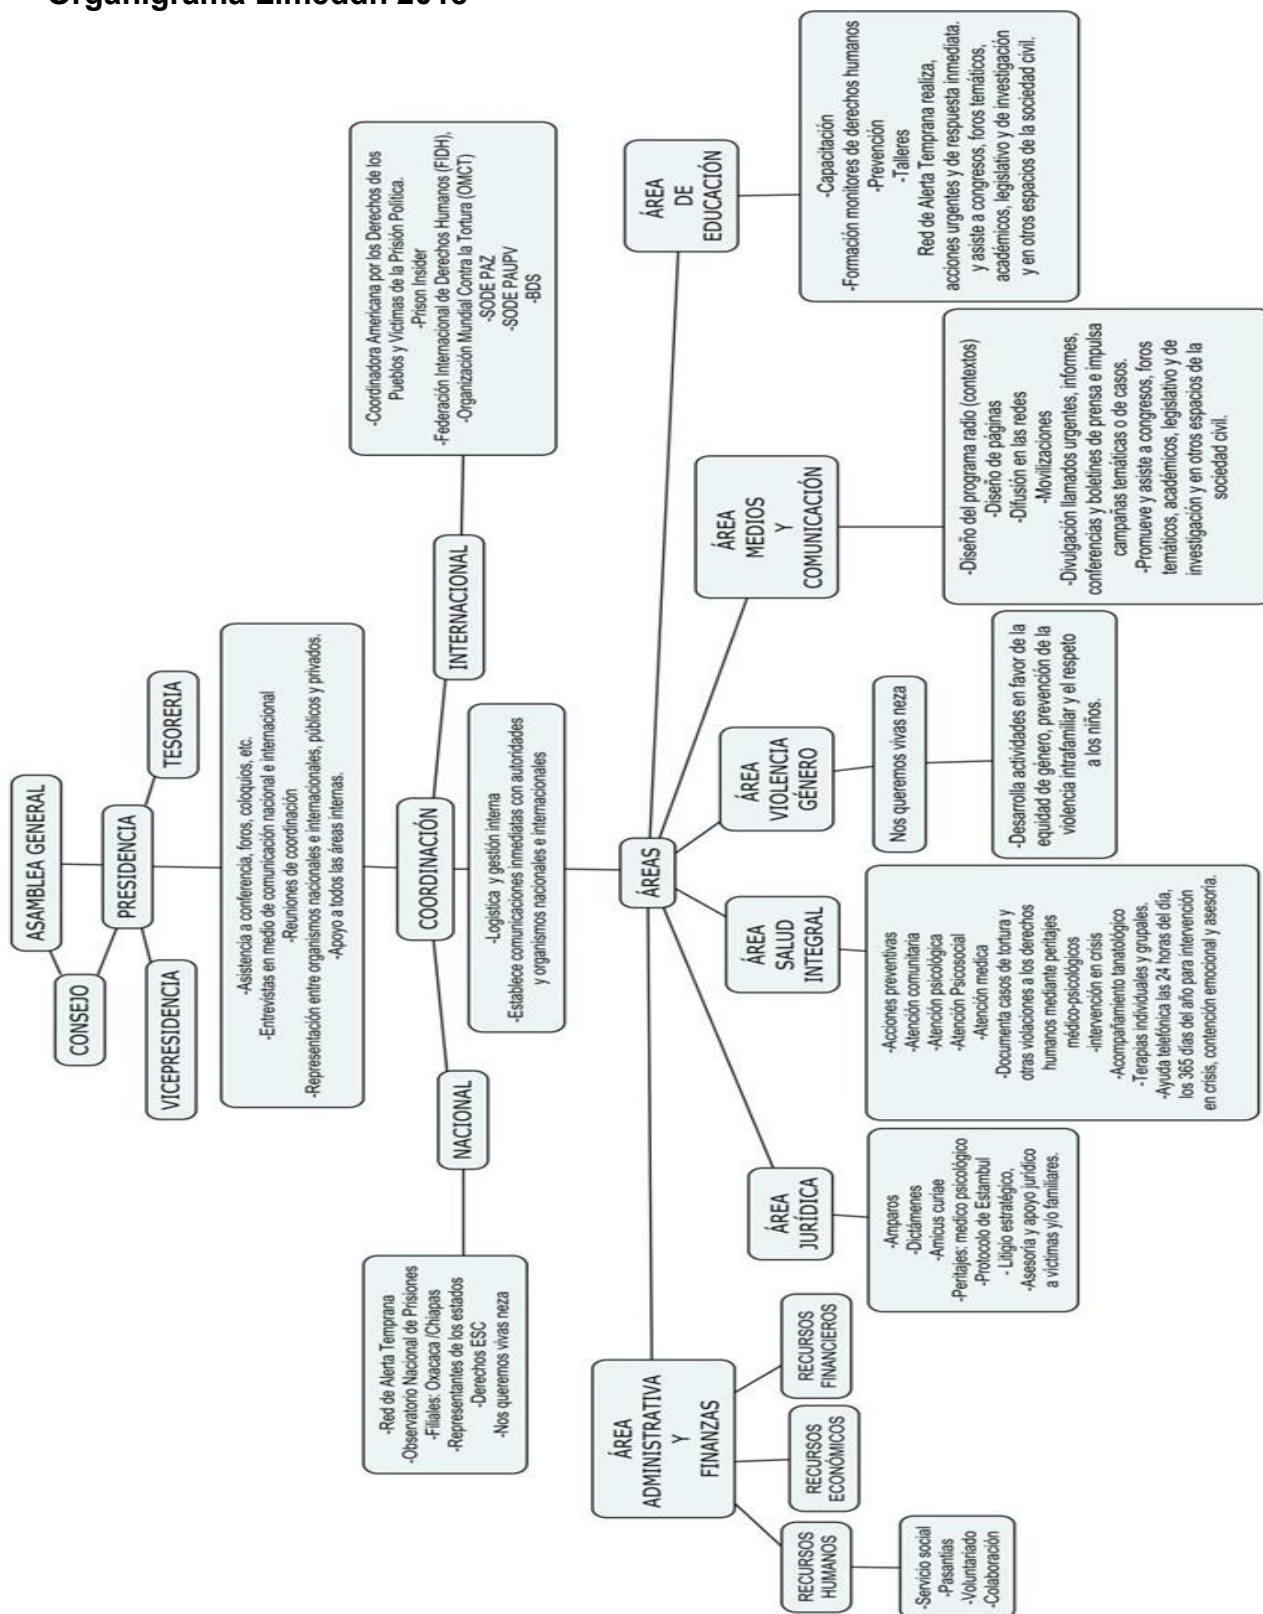 ASAMBLEA GENERAL
CONSEJO
PRESIDENCIA
VICEPRESIDENCIA
TESORERIA
-Asistencia a conferencia, foros, coloquios, etc.
-Entrevistas en medio de comunicación nacional e internacional
-Reuniones de coordinación
-Representación entre organismos nacionales e internacionales, públicos y privados.
-Apoyo a todos las áreas internas.
COORDINACIÓN
NACIONAL
INTERNACIONAL
-Red de Alerta Temprana
-Observatorio Nacional de Prisiones
-Filiales: Oxacaca /Chiapas
-Representantes de los estados
-Derechos ESC
-Nos queremos vivas neza
-Logística y gestión interna
-Establece comunicaciones inmediatas con autoridades
y organismos nacionales e internacionales
-Coordinadora Americana por los Derechos de los
Pueblos y Victimas de la Prisión Política.
-Prison Insider
-Federación Internacional de Derechos Humanos (FIDH),
-Organización Mundial Contra la Tortura (OMCT)
-SODE PAZ
-SODE PAUPV
-BDS
ÁREAS
ÁREA
ADMINISTRATIVA
Y
FINANZAS
RECURSOS
HUMANOS
RECURSOS
ECONÓMICOS
RECURSOS
FINANCIEROS
-Servicio social
-Pasantias
-Voluntariado
-Colaboración
ÁREA
JURÍDICA
-Amparos
-Dictámenes
-Amicus curiae
-Peritajes: medico psicológico
-Protocolo de Estambul
- Litigio estratégico,
-Asesoría y apoyo jurídico
a víctimas y/o familiares.
ÁREA
SALUD
INTEGRAL
-Acciones preventivas
-Atención comunitaria
-Atención psicológica
-Atención Psicosocial
-Atención medica
-Documenta casos de tortura y
otras violaciones a los derechos
humanos mediante peritajes
médico-psicológicos
-intervención en crisis
-Acompañamiento tanatológico
-Terapias individuales y grupales.
-Ayuda telefónica las 24 horas del día,
los 365 días del año para intervención
en crisis, contención emocional y asesoría.
ÁREA
VIOLENCIA
GÉNERO
Nos queremos vivas neza
-Desarrolla actividades en favor de la
equidad de género, prevención de la
violencia intrafamiliar y el respeto
a los niños.
ÁREA
MEDIOS
Y
COMUNICACIÓN
-Diseño del programa radio (contextos)
-Diseño de páginas
-Difusión en las redes
-Movilizaciones
-Divulgación llamados urgentes, informes,
conferencias y boletines de prensa e impulsa
campañas temáticas o de casos.
-Promueve y asiste a congresos, foros
temáticos, académicos, legislativo y de
investigación y en otros espacios de la
sociedad civil.
ÁREA
DE
EDUCACIÓN
-Capacitación
-Formación monitores de derechos humanos
-Prevención
-Talleres
Red de Alerta Temprana realiza,
acciones urgentes y de respuesta inmediata.
y asiste a congresos, foros temáticos,
académicos, legislativo y de investigación
y en otros espacios de la sociedad civil.